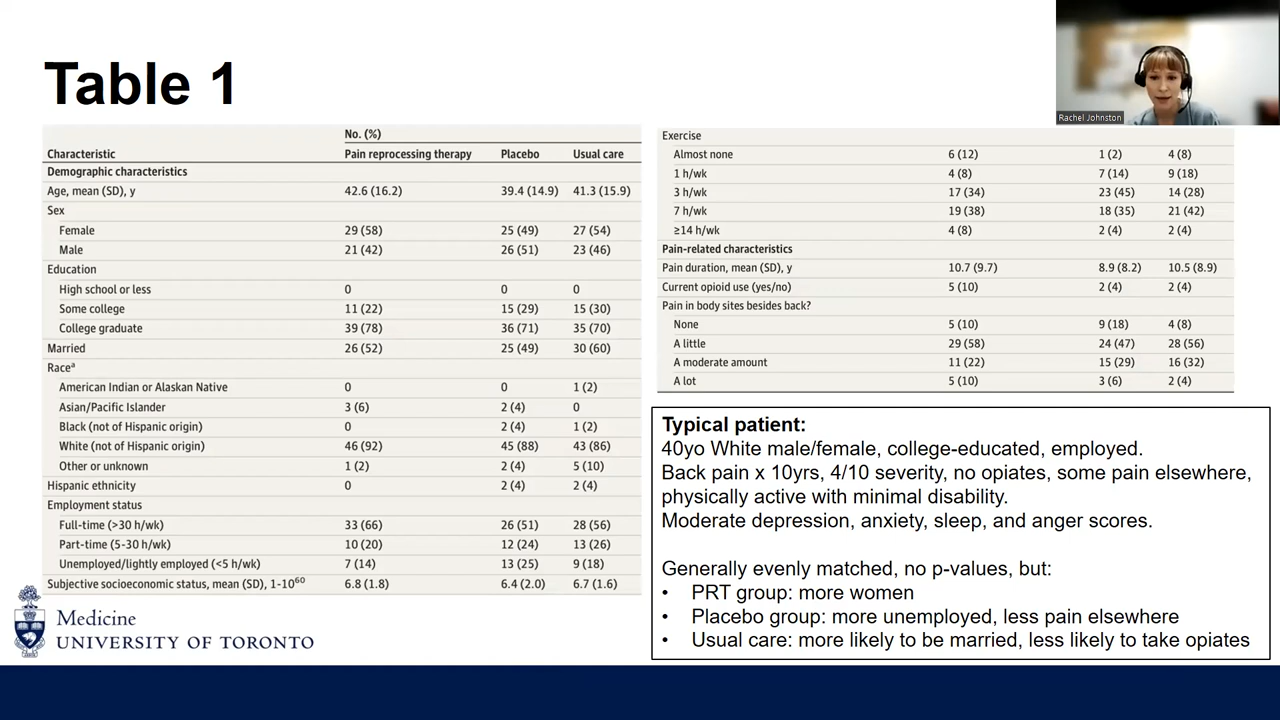 Table 1
Rachel Johnston
No. (%)
Characteristic Pain reprocessing therapy Placebo Usual care
Demographic characteristics
Age, mean (SD), y 42.6 (16.2) 39.4 (14.9) 41.3 (15.9)
Sex
Female 29 (58) 25 (49) 27 (54)
Male 21 (42) 26 (51) 23 (46)
Education
High school or less 0 0 0
Some college 11 (22) 15 (29) 15 (30)
College graduate 39 (78) 36 (71) 35 (70)
Married 26 (52) 25 (49) 30 (60)
Raceᵃ
American Indian or Alaskan Native 0 0 1 (2)
Asian/Pacific Islander 3 (6) 2 (4) 0
Black (not of Hispanic origin) 0 2 (4) 1 (2)
White (not of Hispanic origin) 46 (92) 45 (88) 43 (86)
Other or unknown 1 (2) 2 (4) 5 (10)
Hispanic ethnicity 0 2 (4) 2 (4)
Employment status
Full-time (>30 h/wk) 33 (66) 26 (51) 28 (56)
Part-time (5-30 h/wk) 10 (20) 12 (24) 13 (26)
Unemployed/lightly employed (<5 h/wk) 7 (14) 13 (25) 9 (18)
Subjective socioeconomic status, mean (SD), 1-10⁶⁰ 6.8 (1.8) 6.4 (2.0) 6.7 (1.6)
Exercise
Almost none 6 (12) 1 (2) 4 (8)
1 h/wk 4 (8) 7 (14) 9 (18)
3 h/wk 17 (34) 23 (45) 14 (28)
7 h/wk 19 (38) 18 (35) 21 (42)
≥14 h/wk 4 (8) 2 (4) 2 (4)
Pain-related characteristics
Pain duration, mean (SD), y 10.7 (9.7) 8.9 (8.2) 10.5 (8.9)
Current opioid use (yes/no) 5 (10) 2 (4) 2 (4)
Pain in body sites besides back?
None 5 (10) 9 (18) 4 (8)
A little 29 (58) 24 (47) 28 (56)
A moderate amount 11 (22) 15 (29) 16 (32)
A lot 5 (10) 3 (6) 2 (4)
Typical patient:
40yo White male/female, college-educated, employed.
Back pain x 10yrs, 4/10 severity, no opiates, some pain elsewhere,
physically active with minimal disability.
Moderate depression, anxiety, sleep, and anger scores.
Generally evenly matched, no p-values, but:
• PRT group: more women
• Placebo group: more unemployed, less pain elsewhere
• Usual care: more likely to be married, less likely to take opiates
Medicine
UNIVERSITY OF TORONTO